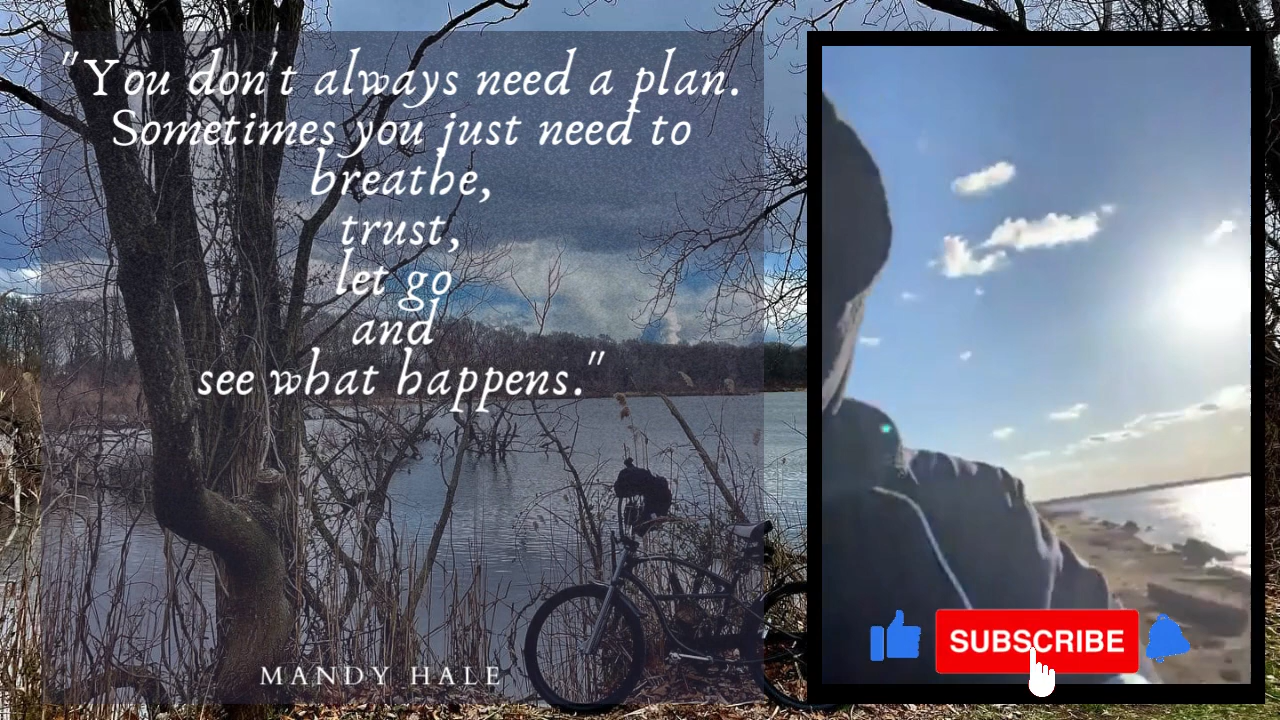 "You don't always need a plan.
Sometimes you just need to
breathe,
trust,
let go
and
see what happens."
MANDY HALE
SUBSCRIBE